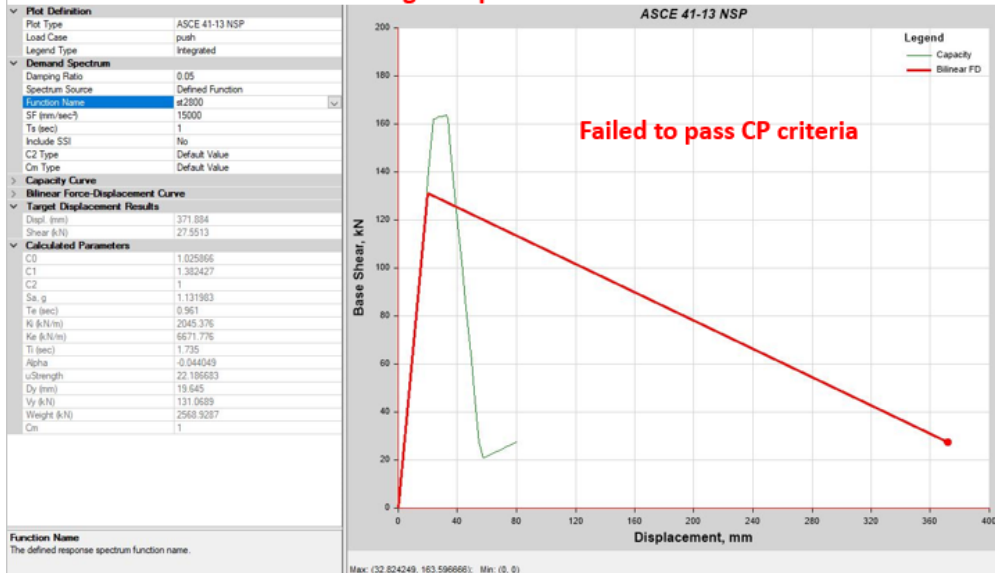 Plot Definition
Plot Type ASCE 41-13 NSP
Load Case push
Legend Type Integrated
Demand Spectrum
Damping Ratio 0.05
Spectrum Source Defined Function
Function Name st2800
SF (mm/sec²) 15000
Ts (sec) 1
Include SSI No
C2 Type Default Value
Cm Type Default Value
Capacity Curve
Bilinear Force-Displacement Curve
Target Displacement Results
Displ. (mm) 371.884
Shear (kN) 27.5513
Calculated Parameters
C0 1.025866
C1 1.382427
C2 1
Sa, g 1.131983
Te (sec) 0.961
Ki (kN/m) 2045.376
Ke (kN/m) 6671.776
Ti (sec) 1.735
Alpha -0.044049
uStrength 22.186683
Dy (mm) 19.645
Vy (kN) 131.0689
Weight (kN) 2568.9287
Cm 1
Function Name
The defined response spectrum function name.
ASCE 41-13 NSP
Legend
Capacity
Bilinear FD
Failed to pass CP criteria
Base Shear, kN
200
180
160
140
120
100
80
60
40
20
0
0 40 80 120 160 200 240 280 320 360 400
Displacement, mm
Max: (32.824249, 163.596666); Min: (0, 0)